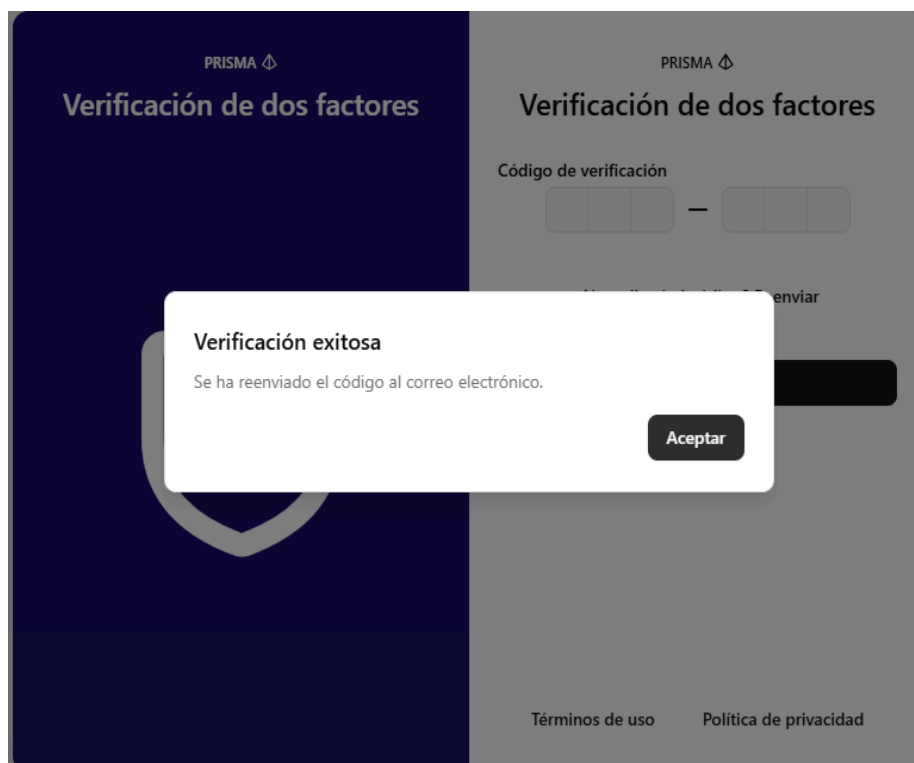 PRISMA
Verificación de dos factores
PRISMA
Verificación de dos factores
Código de verificación
enviar
Verificación exitosa
Se ha reenviado el código al correo electrónico.
Aceptar
Términos de uso
Política de privacidad